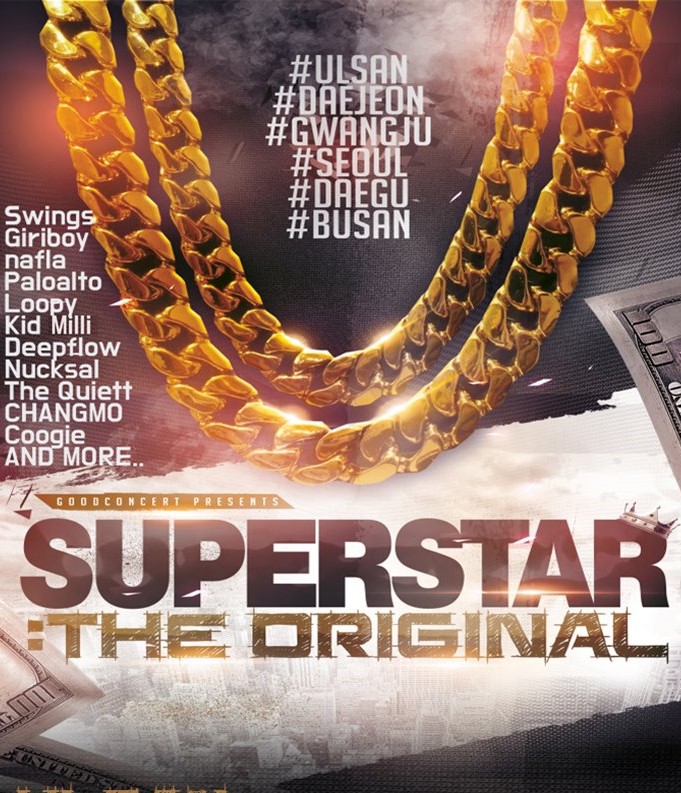 #ULSAN
#DAEJEON
#GWANGJU
#SEOUL
#DAEGU
#BUSAN
Swings
Giriboy
nafla
Paloalto
Loopy
Kid Milli
Deepflow
Nucksal
The Quiett
CHANGMO
Coogie
AND MORE..
GOODCONCERT PRESENTS
SUPERSTAR
:THE ORIGINAL